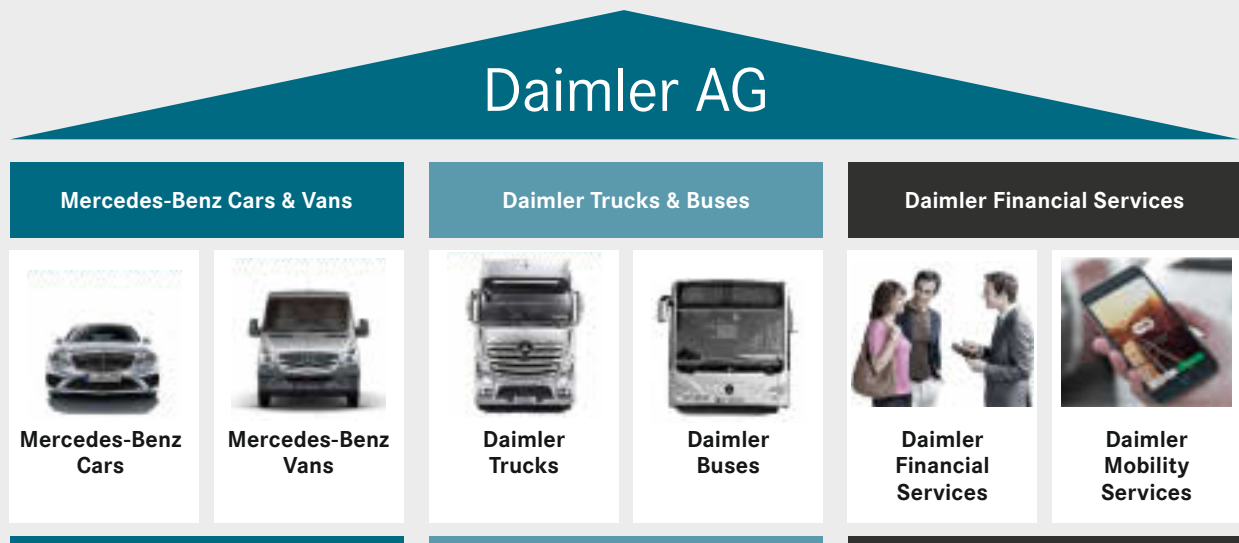 Daimler AG
Mercedes-Benz Cars & Vans
Daimler Trucks & Buses
Daimler Financial Services
Mercedes-Benz
Cars
Mercedes-Benz
Vans
Daimler
Trucks
Daimler
Buses
Daimler
Financial
Services
Daimler
Mobility
Services